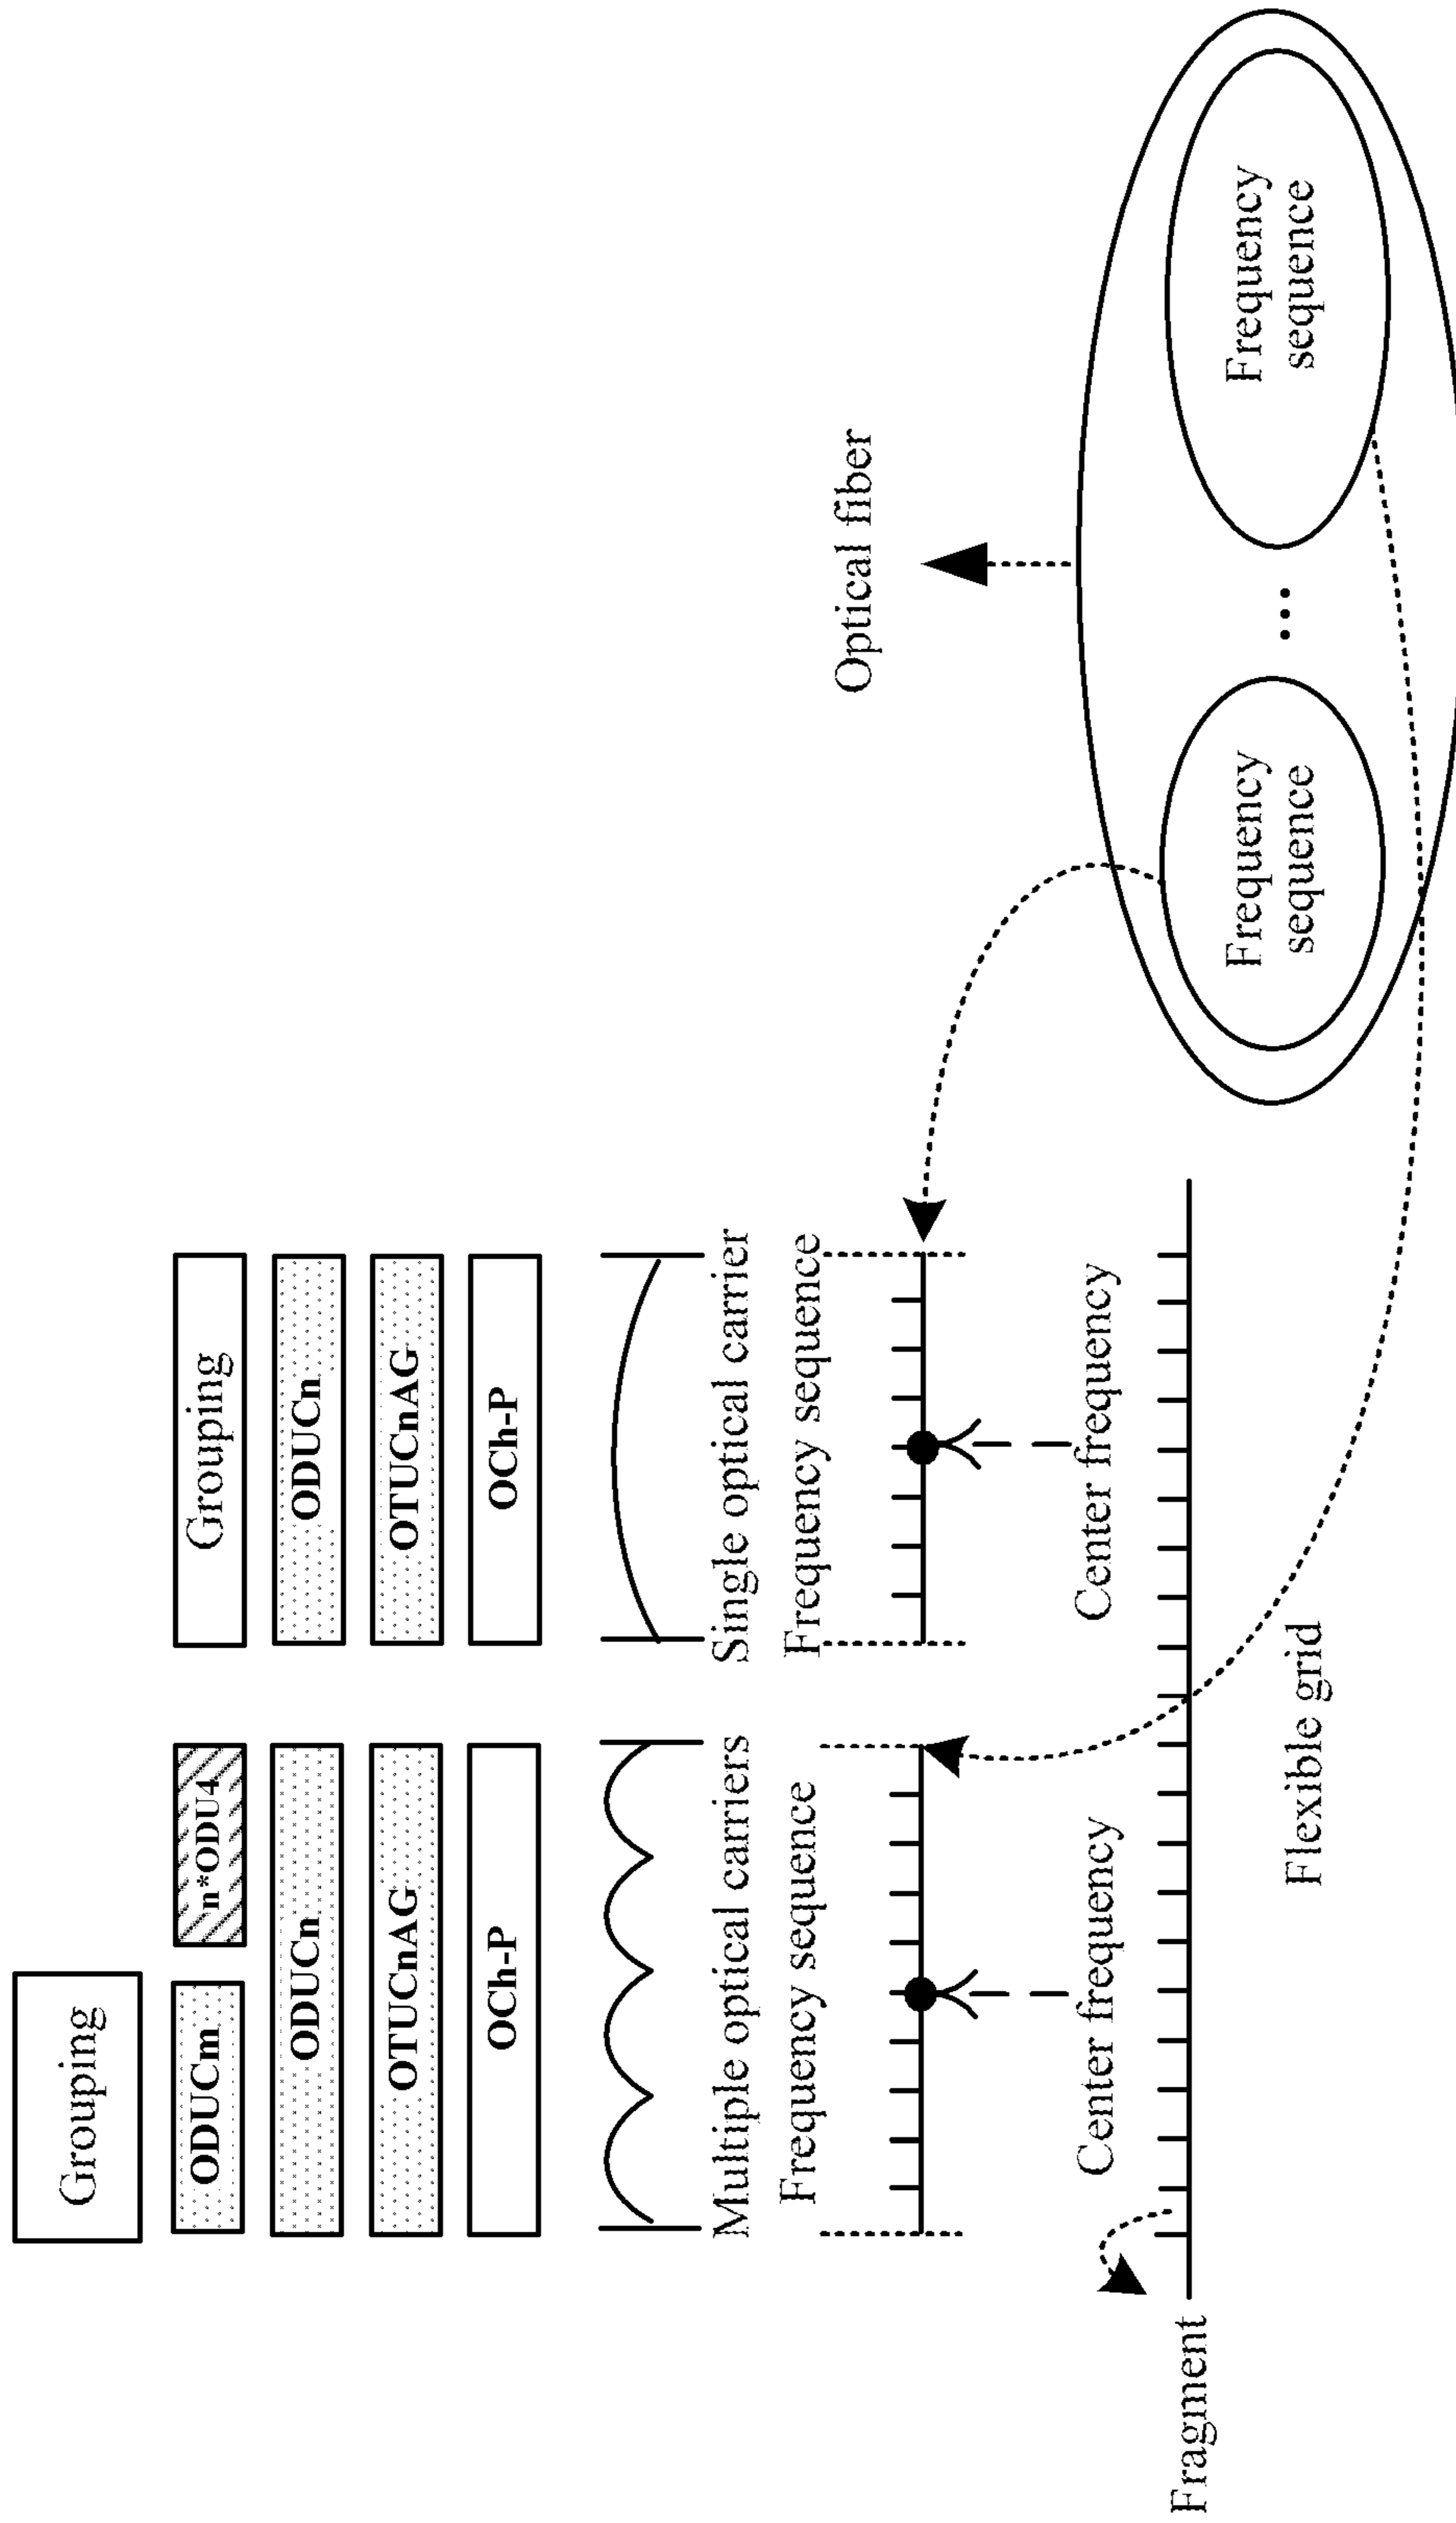 Grouping
ODUCm
n*ODU4
ODUCn
OTUCnAG
OCh-P
Multiple optical carriers
Frequency sequence
Center frequency
Grouping
ODUCn
OTUCnAG
OCh-P
Single optical carrier
Frequency sequence
Center frequency
Fragment
Flexible grid
Optical fiber
Frequency
sequence
...
Frequency
sequence